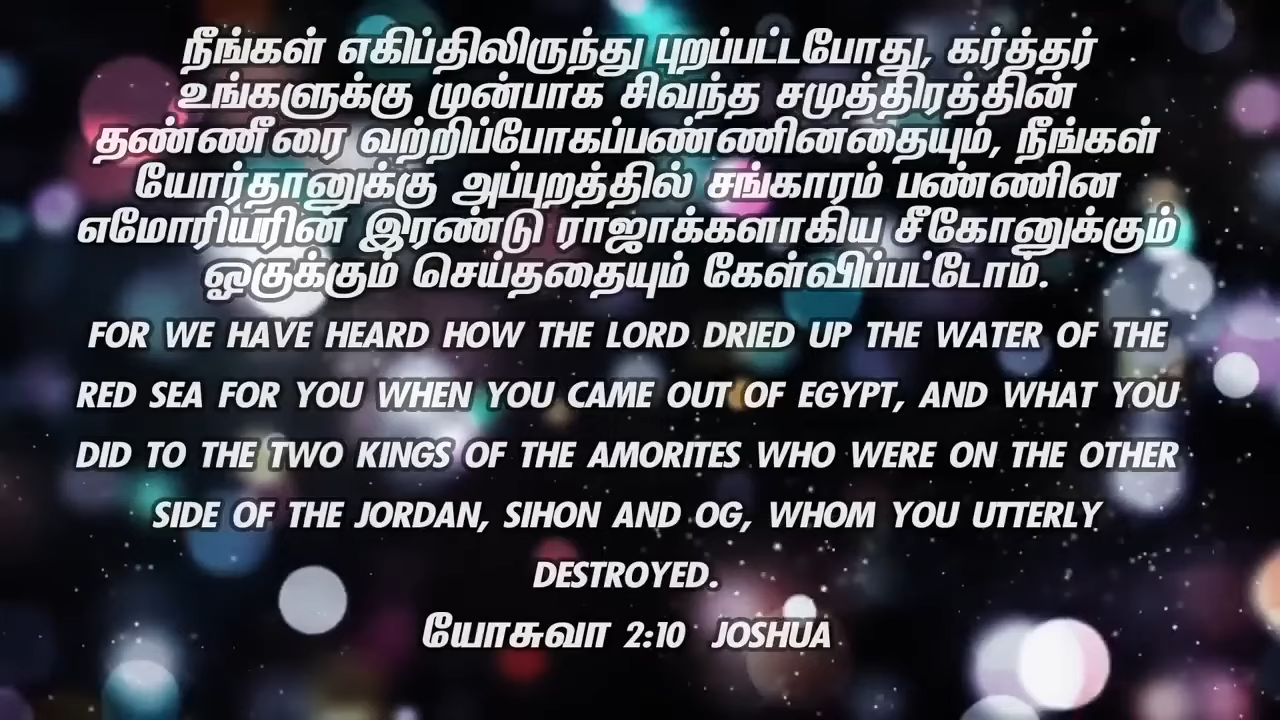 நீங்கள் எகிப்திலிருந்து புறப்பட்டபோது, கர்த்தர்
உங்களுக்கு முன்பாக சிவந்த சமுத்திரத்தின்
தண்ணீரை வற்றிப்போகப்பண்ணினதையும், நீங்கள்
யோர்தானுக்கு அப்புறத்தில் சங்காரம் பண்ணின
எமோரியரின் இரண்டு ராஜாக்களாகிய சீகோனுக்கும்
ஓகுக்கும் செய்ததையும் கேள்விப்பட்டோம்.
FOR WE HAVE HEARD HOW THE LORD DRIED UP THE WATER OF THE
RED SEA FOR YOU WHEN YOU CAME OUT OF EGYPT, AND WHAT YOU
DID TO THE TWO KINGS OF THE AMORITES WHO WERE ON THE OTHER
SIDE OF THE JORDAN, SIHON AND OG, WHOM YOU UTTERLY
DESTROYED.
யோசுவா 2:10 JOSHUA